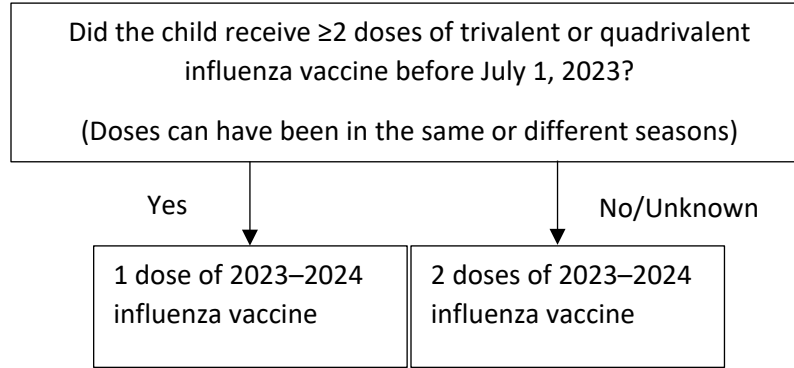 Did the child receive ≥2 doses of trivalent or quadrivalent
influenza vaccine before July 1, 2023?
(Doses can have been in the same or different seasons)
Yes
No/Unknown
1 dose of 2023–2024
influenza vaccine
2 doses of 2023–2024
influenza vaccine